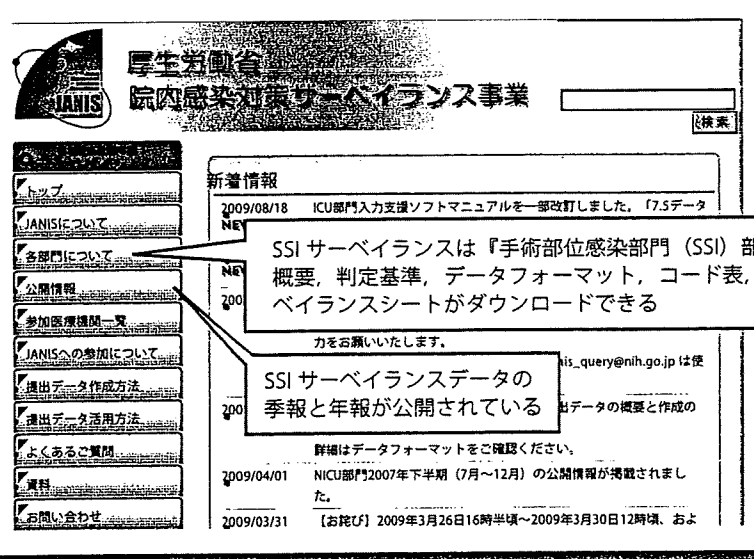 JANIS
厚生労働省
院内感染対策サーベイランス事業
検索
トップ
JANISについて
各部門について
公開情報
参加医療機関一覧
JANISへの参加について
提出データ作成方法
提出データ活用方法
よくあるご質問
資料
お問い合わせ
新着情報
2009/08/18 ICU部門入力支援ソフトマニュアルを一部改訂しました。「7.5データ
NEW
SSI サーベイランスは『手術部位感染部門（SSI）部
概要，判定基準，データフォーマット，コード表，
ベイランスシートがダウンロードできる
力をお願いいたします。
is_query@nih.go.jp は使
SSI サーベイランスデータの
季報と年報が公開されている
出データの概要と作成の
詳細はデータフォーマットをご確認ください。
2009/04/01 NICU部門2007年下半期（7月～12月）の公開情報が掲載されまし
た。
2009/03/31 【お詫び】2009年3月26日16時半頃～2009年3月30日12時頃、およ